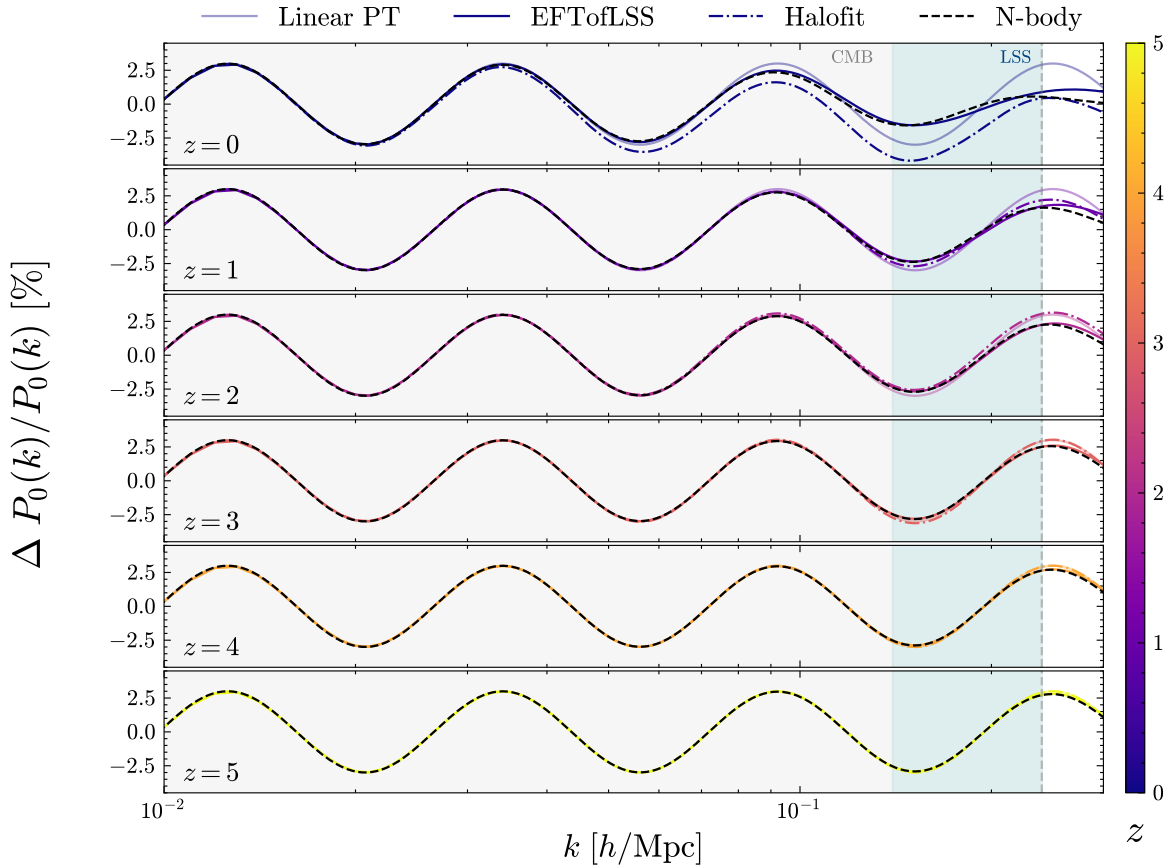 Linear PT EFTofLSS Halofit N-body
CMB LSS
2.5
0.0
−2.5
z = 0
2.5
0.0
−2.5
z = 1
2.5
0.0
−2.5
z = 2
2.5
0.0
−2.5
z = 3
2.5
0.0
−2.5
z = 4
2.5
0.0
−2.5
z = 5
10⁻² 10⁻¹
k [h/Mpc]
Δ P₀(k)/P₀(k) [%]
5
4
3
2
1
0
z